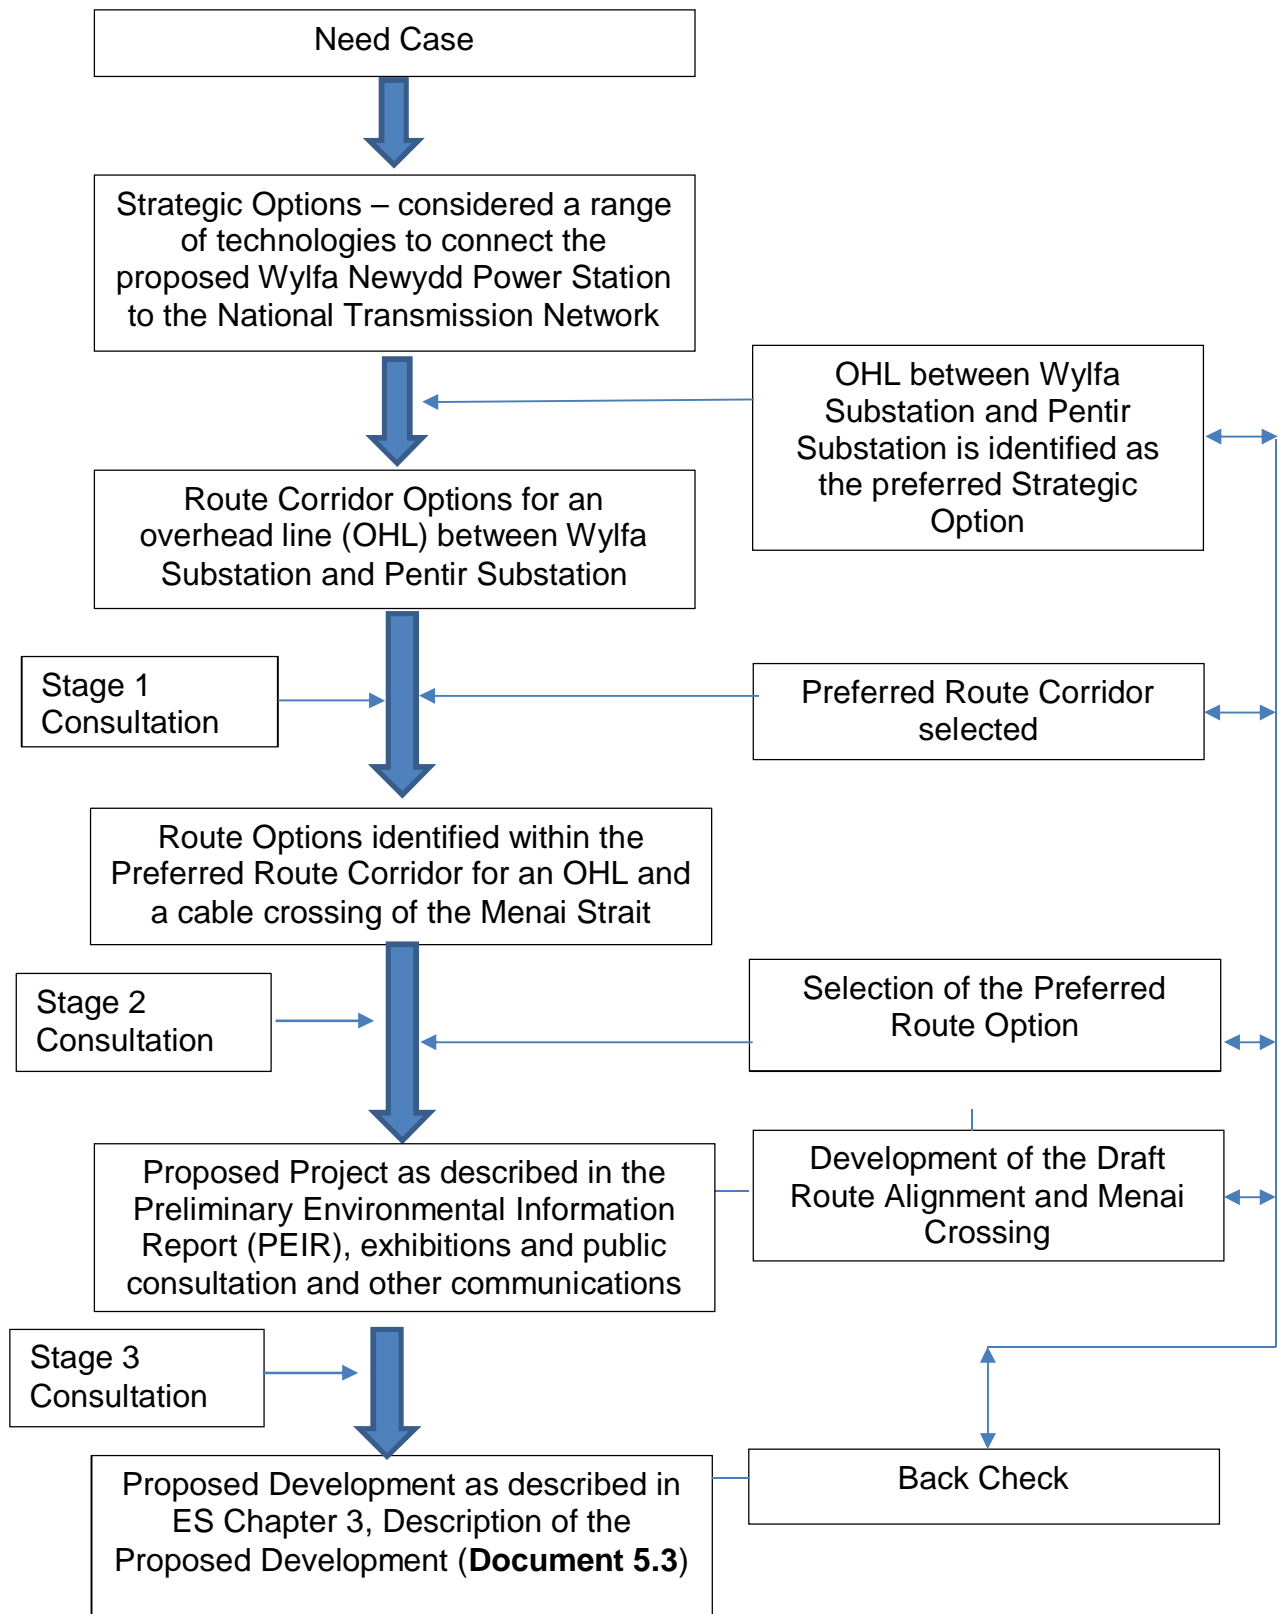 Need Case
Strategic Options – considered a range
of technologies to connect the
proposed Wylfa Newydd Power Station
to the National Transmission Network
OHL between Wylfa
Substation and Pentir
Substation is identified as
the preferred Strategic
Option
Route Corridor Options for an
overhead line (OHL) between Wylfa
Substation and Pentir Substation
Stage 1
Consultation
Preferred Route Corridor
selected
Route Options identified within the
Preferred Route Corridor for an OHL and
a cable crossing of the Menai Strait
Stage 2
Consultation
Selection of the Preferred
Route Option
Proposed Project as described in the
Preliminary Environmental Information
Report (PEIR), exhibitions and public
consultation and other communications
Development of the Draft
Route Alignment and Menai
Crossing
Stage 3
Consultation
Proposed Development as described in
ES Chapter 3, Description of the
Proposed Development (Document 5.3)
Back Check